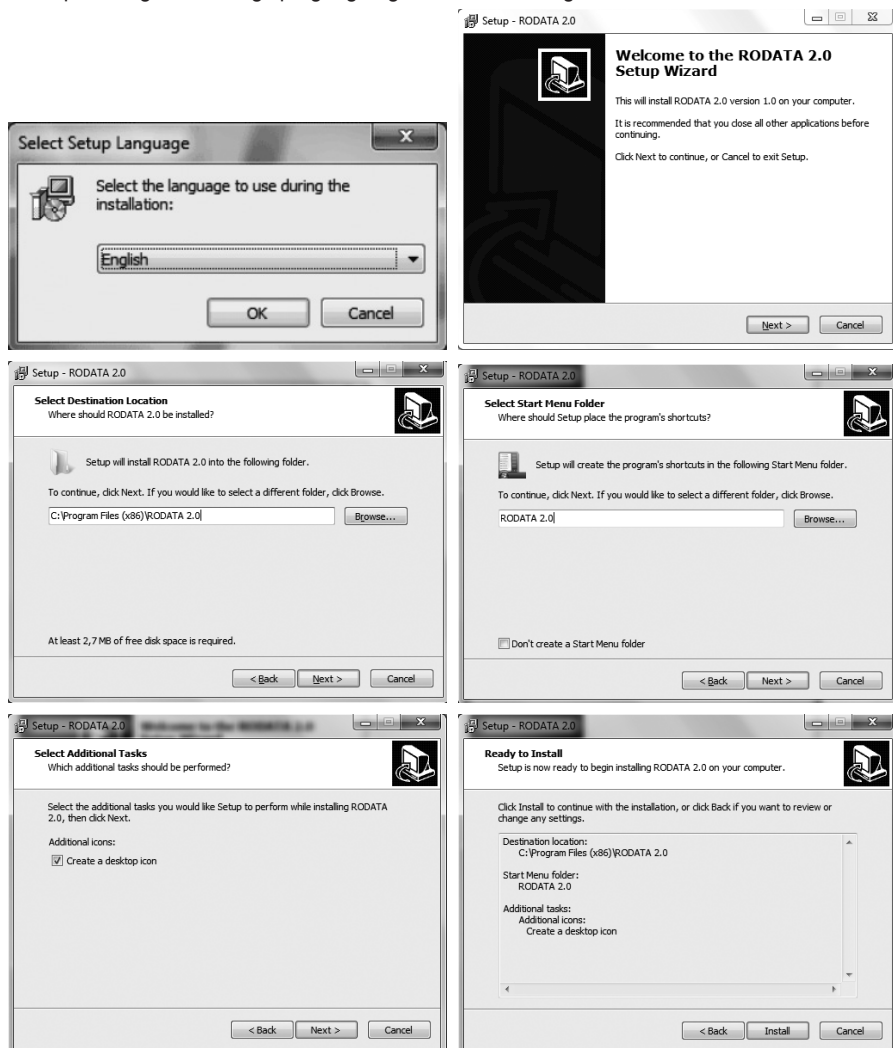 Setup - RODATA 2.0
Welcome to the RODATA 2.0
Setup Wizard
This will install RODATA 2.0 version 1.0 on your computer.
It is recommended that you close all other applications before
continuing.
Click Next to continue, or Cancel to exit Setup.
Next >
Cancel
Select Setup Language
Select the language to use during the
installation:
English
OK
Cancel
Setup - RODATA 2.0
Select Destination Location
Where should RODATA 2.0 be installed?
Setup will install RODATA 2.0 into the following folder.
To continue, click Next. If you would like to select a different folder, click Browse.
C:\Program Files (x86)\RODATA 2.0
Browse...
At least 2,7 MB of free disk space is required.
< Back
Next >
Cancel
Setup - RODATA 2.0
Select Start Menu Folder
Where should Setup place the program's shortcuts?
Setup will create the program's shortcuts in the following Start Menu folder.
To continue, click Next. If you would like to select a different folder, click Browse.
RODATA 2.0
Browse...
Don't create a Start Menu folder
< Back
Next >
Cancel
Setup - RODATA 2.0
Select Additional Tasks
Which additional tasks should be performed?
Select the additional tasks you would like Setup to perform while installing RODATA
2.0, then click Next.
Additional icons:
Create a desktop icon
< Back
Next >
Cancel
Setup - RODATA 2.0
Ready to Install
Setup is now ready to begin installing RODATA 2.0 on your computer.
Click Install to continue with the installation, or click Back if you want to review or
change any settings.
Destination location:
C:\Program Files (x86)\RODATA 2.0
Start Menu folder:
RODATA 2.0
Additional tasks:
Additional icons:
Create a desktop icon
< Back
Install
Cancel